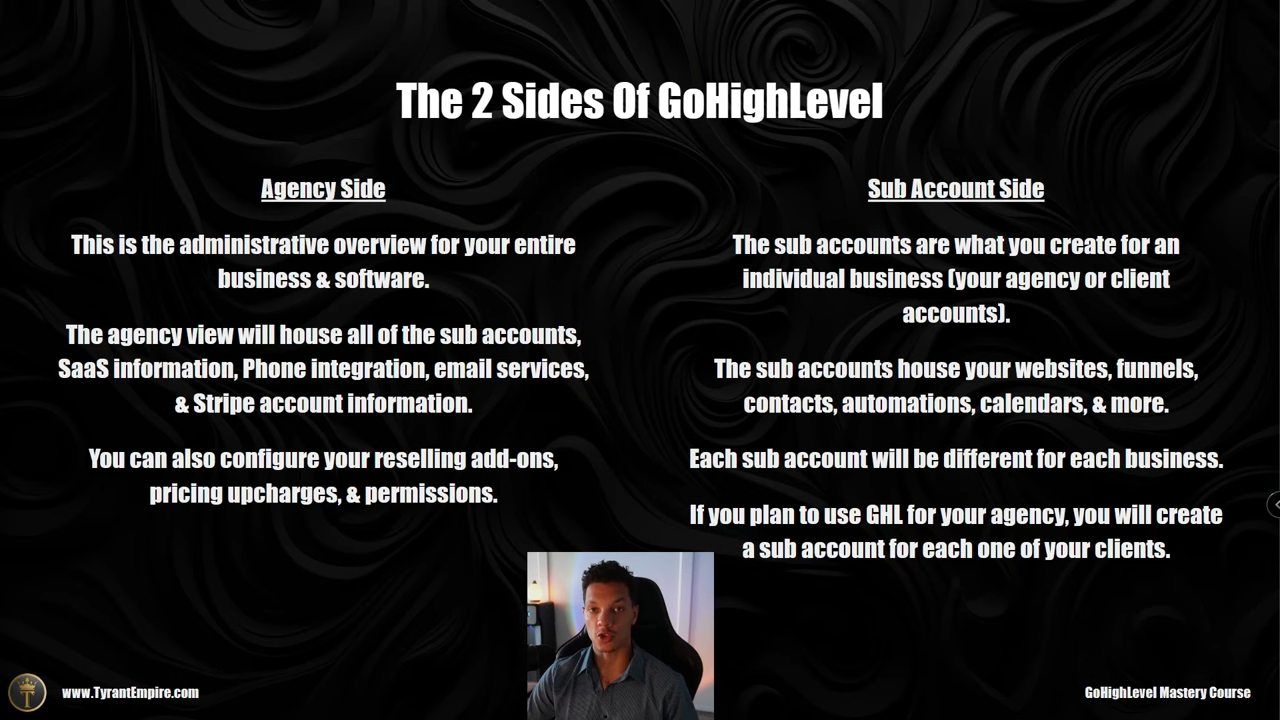 The 2 Sides Of GoHighLevel
Agency Side
This is the administrative overview for your entire
business & software.
The agency view will house all of the sub accounts,
SaaS information, Phone integration, email services,
& Stripe account information.
You can also configure your reselling add-ons,
pricing upcharges, & permissions.
Sub Account Side
The sub accounts are what you create for an
individual business (your agency or client
accounts).
The sub accounts house your websites, funnels,
contacts, automations, calendars, & more.
Each sub account will be different for each business.
If you plan to use GHL for your agency, you will create
a sub account for each one of your clients.
T
www.TyrantEmpire.com
GoHighLevel Mastery Course